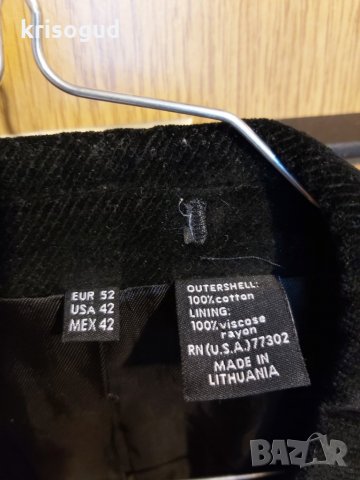 krisogud
EUR 52
USA 42
MEX 42
OUTERSHELL:
100%cotton
LINING:
100%viscose
rayon
RN(U.S.A.)77302
MADE IN
LITHUANIA
BAZAR